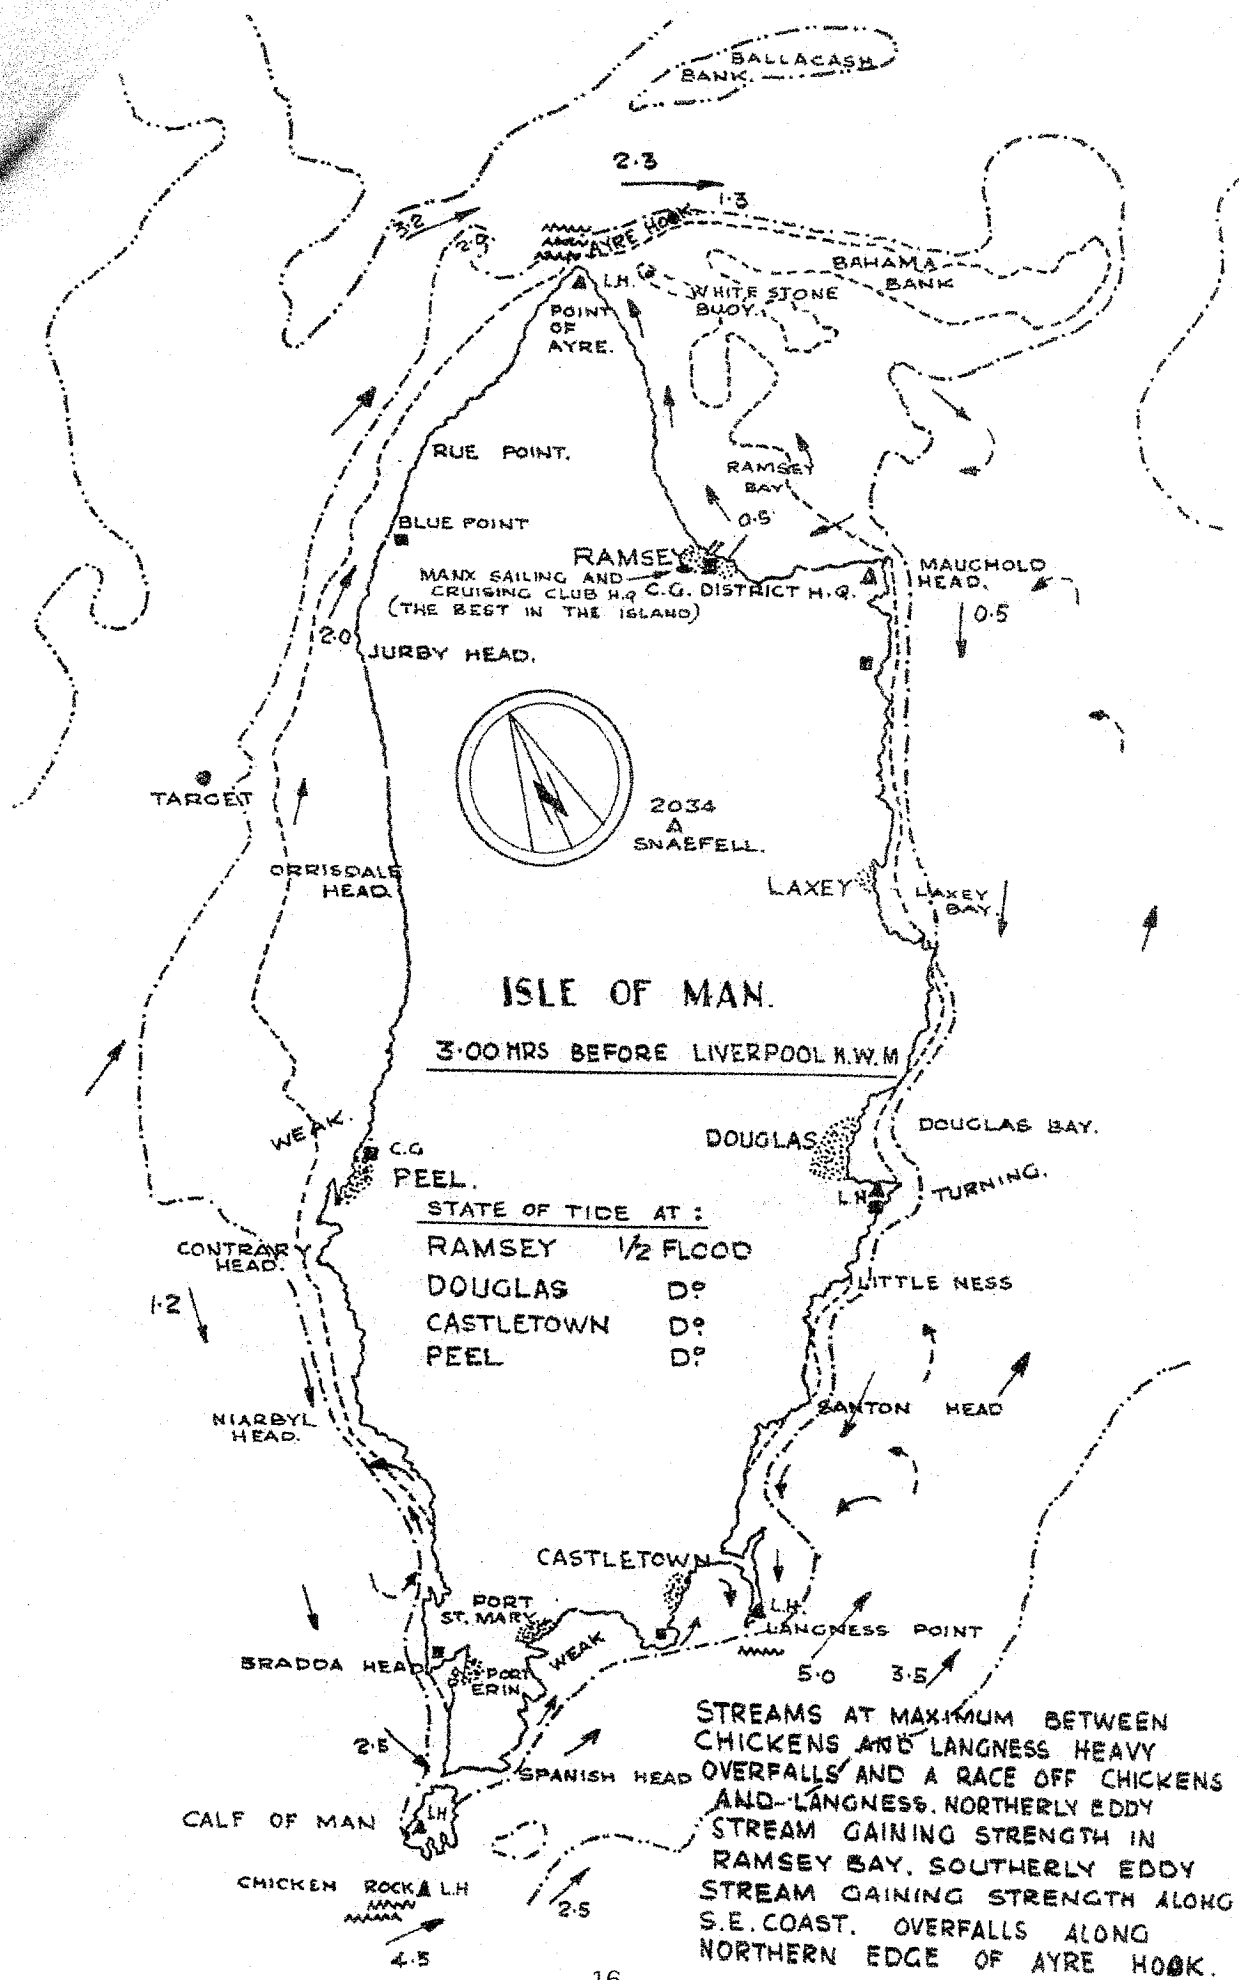 BALLACASH
BANK.
2.3
1.3
3.2
2.0
AYRE HOOK
BAHAMA
BANK
L.H.
WHITE STONE
BUOY.
POINT
OF
AYRE.
RUE POINT.
RAMSEY
BAY
BLUE POINT
0.5
RAMSEY
MAUGHOLD
HEAD.
MANX SAILING AND
CRUISING CLUB H.Q
C.G. DISTRICT H.Q.
(THE BEST IN THE ISLAND)
0.5
2.0
JURBY HEAD.
TARGET
2034
SNAEFELL.
ORRISDALE
HEAD.
LAXEY
LAXEY
BAY.
ISLE OF MAN.
3.00 HRS BEFORE LIVERPOOL H.W.M
WEAK.
C.G
PEEL.
DOUGLAS
DOUGLAS BAY.
L.H
TURNING.
STATE OF TIDE AT :
RAMSEY 1/2 FLOOD
DOUGLAS Dº
CASTLETOWN Dº
PEEL Dº
CONTRARY
HEAD.
LITTLE NESS
1.2
NIARBYL
HEAD.
SANTON HEAD
CASTLETOWN
PORT
ST. MARY
L.H.
LANGNESS POINT
WEAK
BRADDA HEAD
PORT
ERIN
5.0
3.5
2.5
SPANISH HEAD
CALF OF MAN
LH
CHICKEN ROCK L.H
2.5
4.5
STREAMS AT MAXIMUM BETWEEN
CHICKENS AND LANGNESS HEAVY
OVERFALLS AND A RACE OFF CHICKENS
AND LANGNESS. NORTHERLY EDDY
STREAM GAINING STRENGTH IN
RAMSEY BAY. SOUTHERLY EDDY
STREAM GAINING STRENGTH ALONG
S.E. COAST. OVERFALLS ALONG
NORTHERN EDGE OF AYRE HOOK.
16